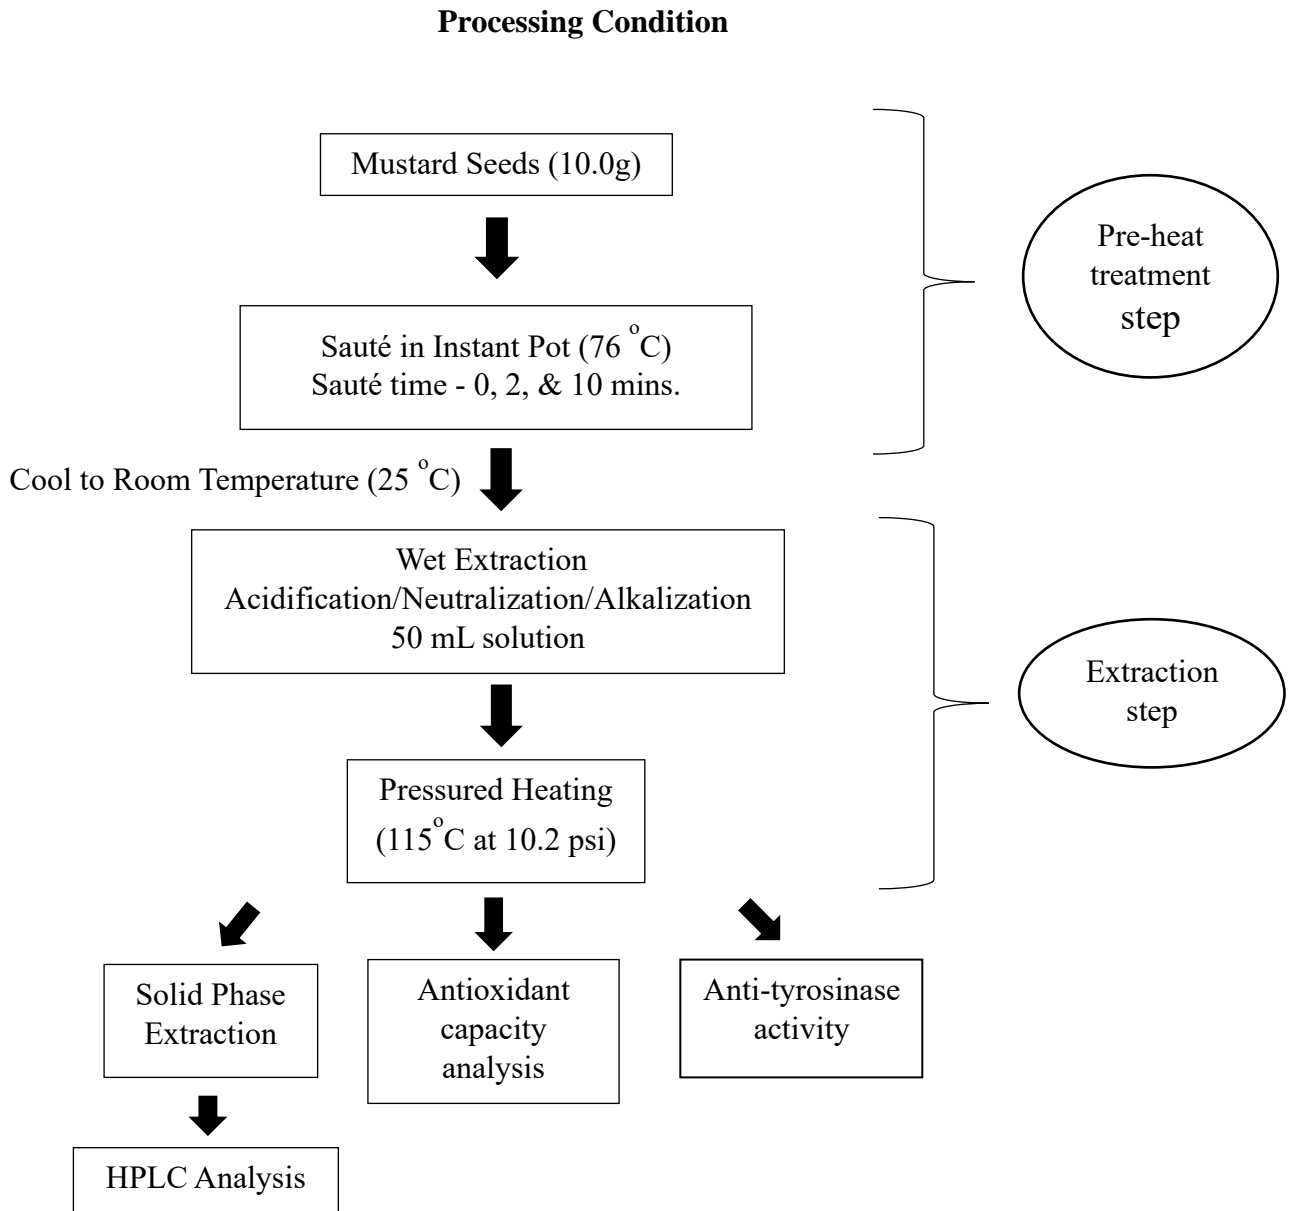 Processing Condition
Mustard Seeds (10.0g)
Pre-heat
treatment
step
Sauté in Instant Pot (76 °C)
Sauté time - 0, 2, & 10 mins.
Cool to Room Temperature (25 °C)
Wet Extraction
Acidification/Neutralization/Alkalization
50 mL solution
Extraction
step
Pressured Heating
(115°C at 10.2 psi)
Solid Phase
Extraction
Antioxidant
capacity
analysis
Anti-tyrosinase
activity
HPLC Analysis